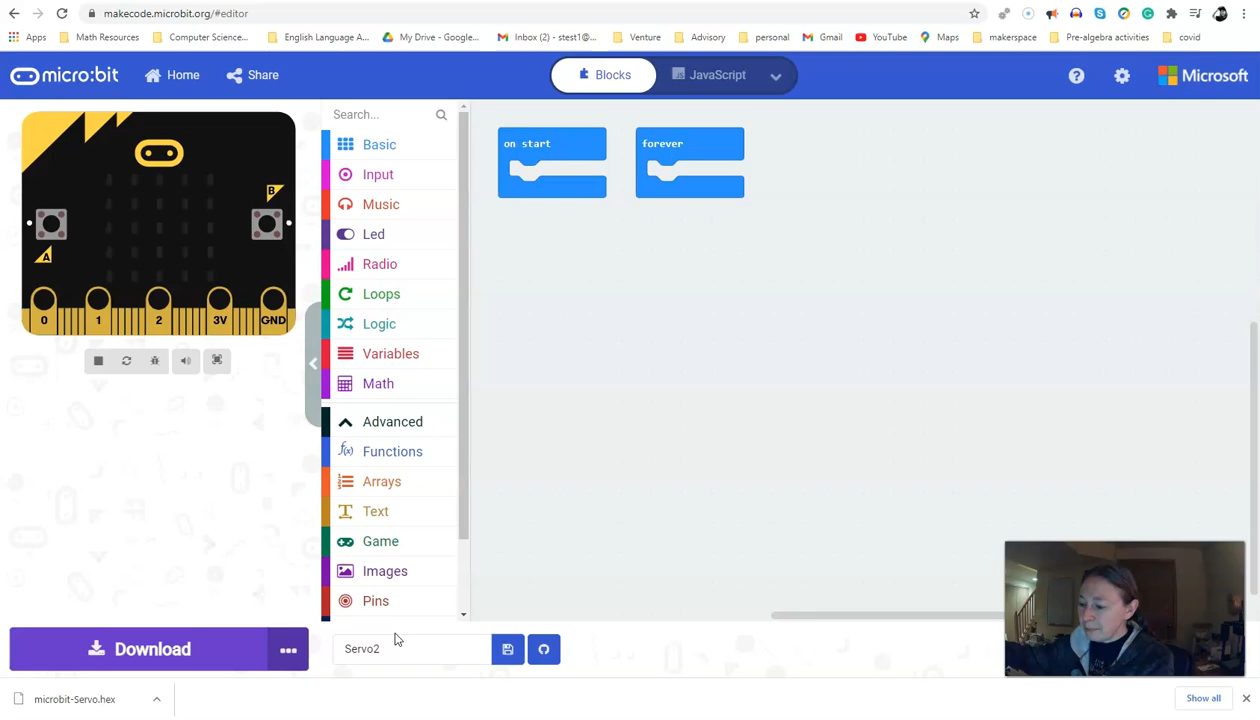 makecode.microbit.org/#editor
Apps
Math Resources
Computer Science...
English Language A...
My Drive - Google...
Inbox (2) - stest1@...
Venture
Advisory
personal
Gmail
YouTube
Maps
makerspace
Pre-algebra activities
covid
micro:bit
Home
Share
Blocks
JavaScript
?
Microsoft
Search...
Basic
Input
Music
Led
Radio
Loops
Logic
Variables
Math
Advanced
f(x) Functions
Arrays
Text
Game
Images
Pins
on start
forever
B
A
0
1
2
3V
GND
Download
Servo2
microbit-Servo.hex
Show all